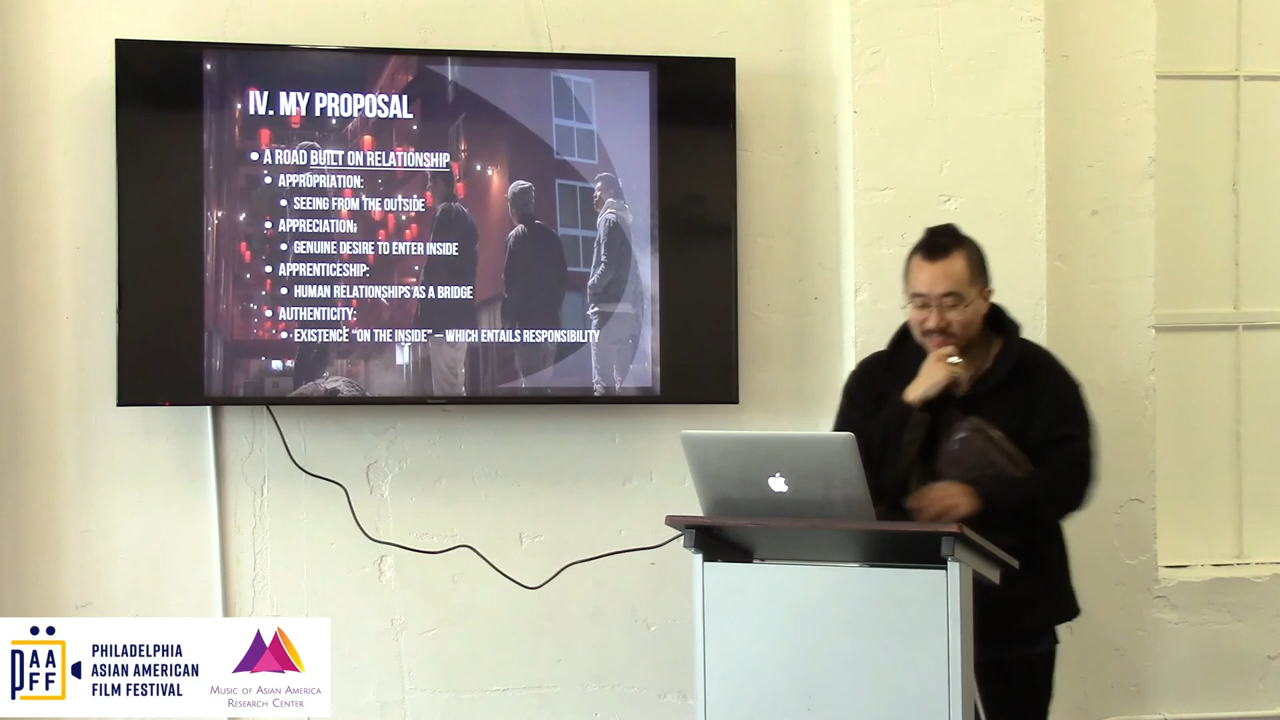 IV. MY PROPOSAL
• A ROAD BUILT ON RELATIONSHIP
• APPROPRIATION:
• SEEING FROM THE OUTSIDE
• APPRECIATION:
• GENUINE DESIRE TO ENTER INSIDE
• APPRENTICESHIP:
• HUMAN RELATIONSHIPS AS A BRIDGE
• AUTHENTICITY:
• EXISTENCE “ON THE INSIDE” – WHICH ENTAILS RESPONSIBILITY
PAAFF
PHILADELPHIA
ASIAN AMERICAN
FILM FESTIVAL
MUSIC OF ASIAN AMERICA
RESEARCH CENTER